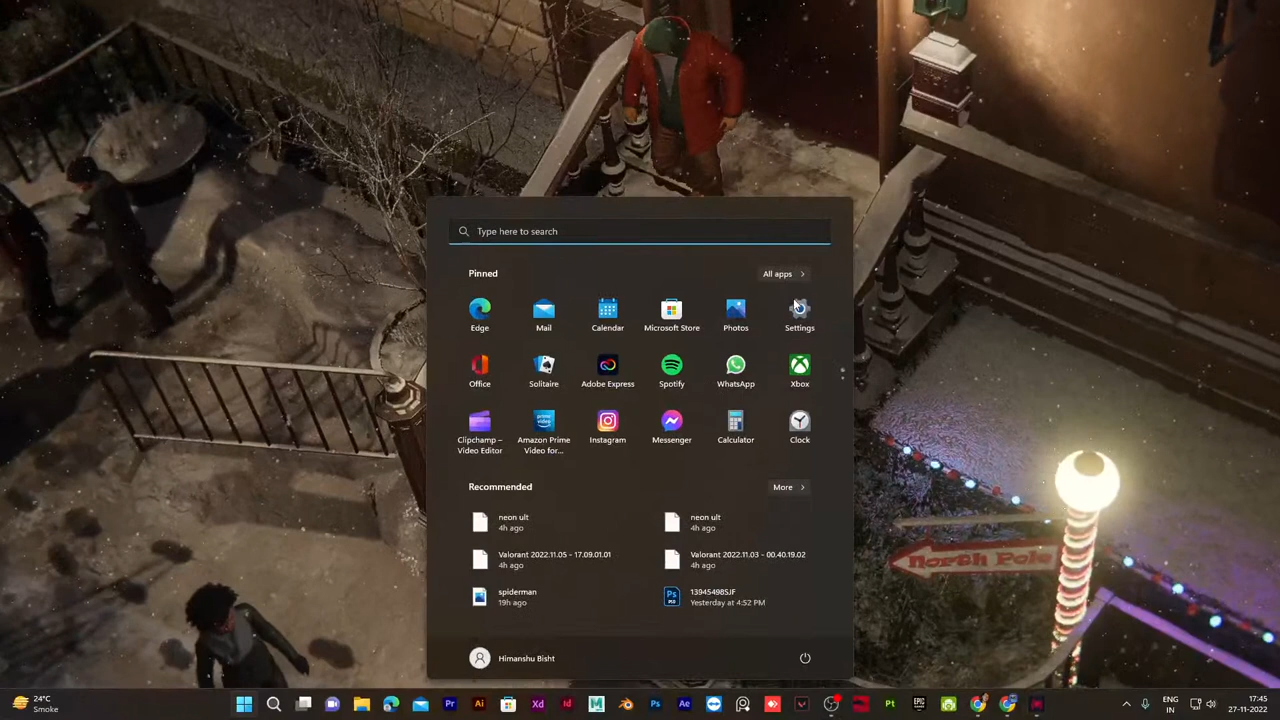 Type here to search
Pinned
All apps
Edge
Mail
Calendar
Microsoft Store
Photos
Settings
Office
Solitaire
Adobe Express
Spotify
WhatsApp
Xbox
Clipchamp –
Video Editor
Amazon Prime
Video for...
Instagram
Messenger
Calculator
Clock
Recommended
More
neon ult
4h ago
neon ult
4h ago
Valorant 2022.11.05 - 17.09.01.01
4h ago
Valorant 2022.11.03 - 00.40.19.02
4h ago
spiderman
19h ago
13945498SJF
Yesterday at 4:52 PM
North Pole
Himanshu Bisht
24°C
Smoke
ENG
IN
17:45
27-11-2022